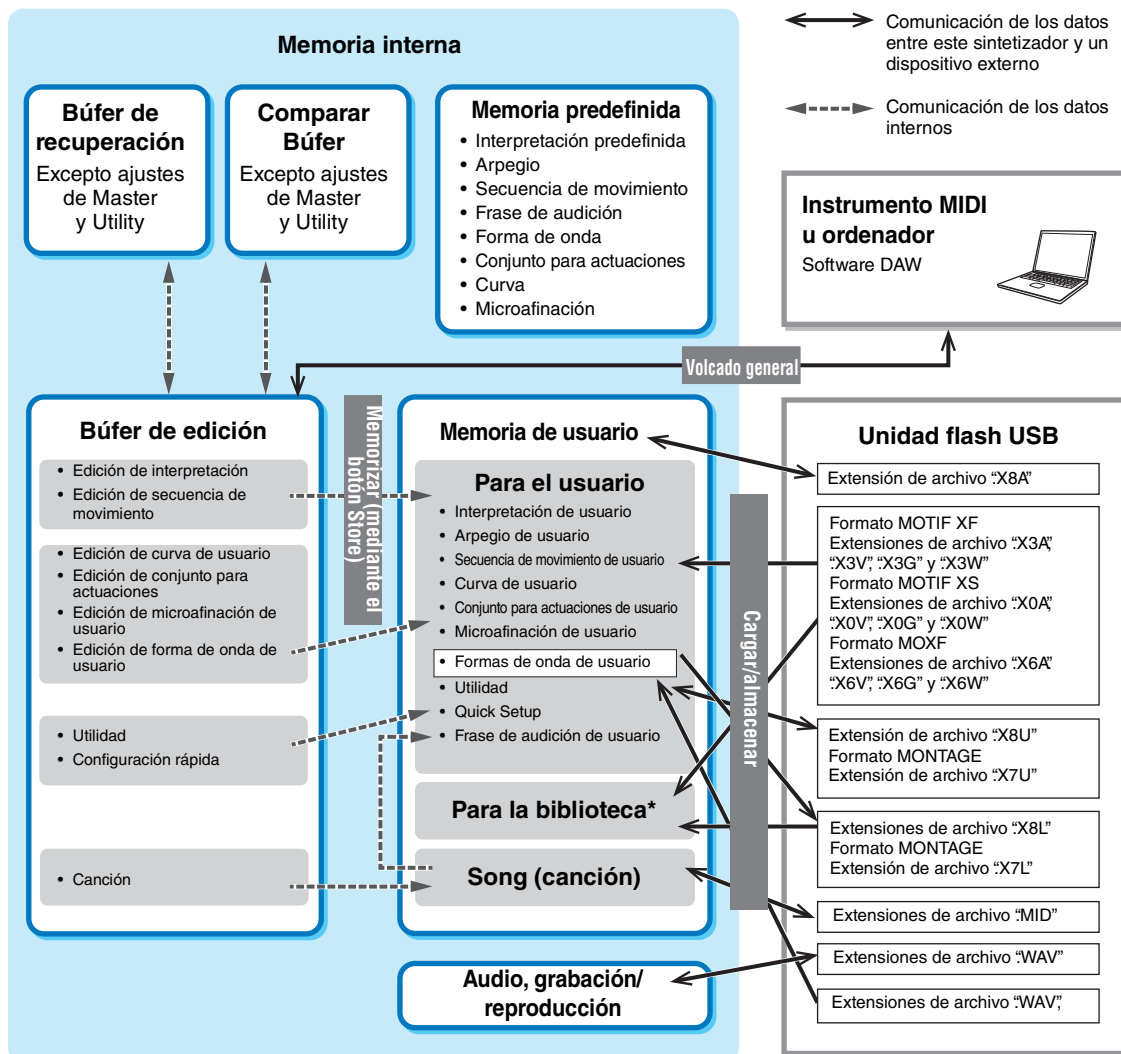 Memoria interna
Búfer de
recuperación
Excepto ajustes
de Master
y Utility
Comparar
Búfer
Excepto ajustes
de Master
y Utility
Memoria predefinida
• Interpretación predefinida
• Arpegio
• Secuencia de movimiento
• Frase de audición
• Forma de onda
• Conjunto para actuaciones
• Curva
• Microafinación
Comunicación de los datos
entre este sintetizador y un
dispositivo externo
Comunicación de los datos
internos
Instrumento MIDI
u ordenador
Software DAW
Volcado general
Búfer de edición
• Edición de interpretación
• Edición de secuencia de
movimiento
• Edición de curva de usuario
• Edición de conjunto para
actuaciones
• Edición de microafinación de
usuario
• Edición de forma de onda de
usuario
• Utilidad
• Configuración rápida
• Canción
Memorizar (mediante el
botón Store)
Memoria de usuario
Para el usuario
• Interpretación de usuario
• Arpegio de usuario
• Secuencia de movimiento de usuario
• Curva de usuario
• Conjunto para actuaciones de usuario
• Microafinación de usuario
• Formas de onda de usuario
• Utilidad
• Quick Setup
• Frase de audición de usuario
Para la biblioteca*
Song (canción)
Audio, grabación/
reproducción
Cargar/almacenar
Unidad flash USB
Extensión de archivo “.X8A”
Formato MOTIF XF
Extensiones de archivo “.X3A”,
“.X3V”, “.X3G” y “.X3W”
Formato MOTIF XS
Extensiones de archivo “.X0A”,
“.X0V”, “.X0G” y “.X0W”
Formato MOXF
Extensiones de archivo “.X6A”
“.X6V”, “.X6G” y “.X6W”
Extensión de archivo “.X8U”
Formato MONTAGE
Extensión de archivo “.X7U”
Extensiones de archivo “.X8L”
Formato MONTAGE
Extensión de archivo “.X7L”
Extensiones de archivo “.MID”
Extensiones de archivo “.WAV”
Extensiones de archivo “.WAV”,